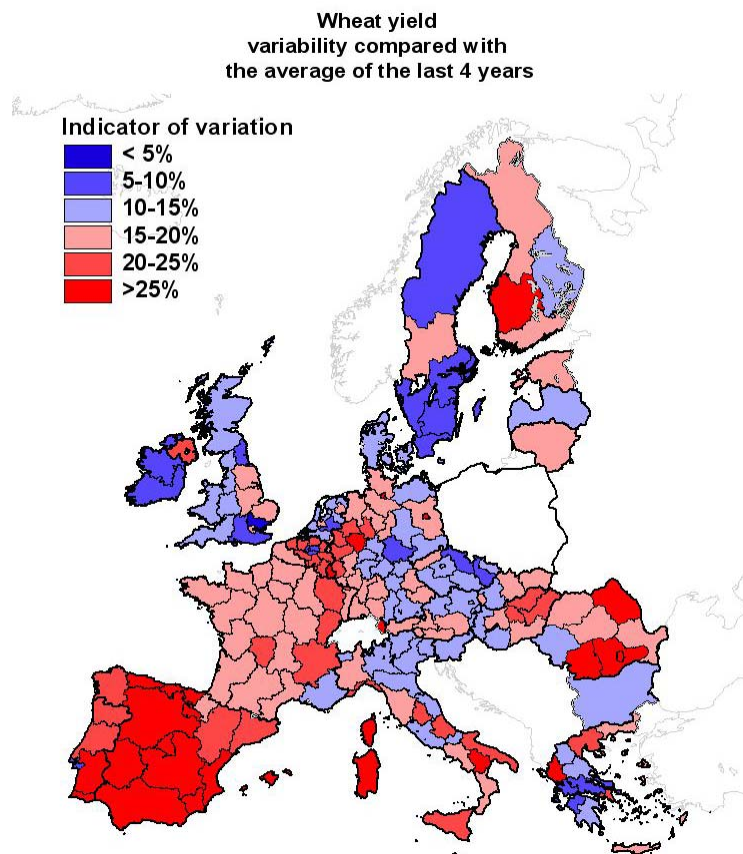 Wheat yield
variability compared with
the average of the last 4 years
Indicator of variation
< 5%
5-10%
10-15%
15-20%
20-25%
>25%